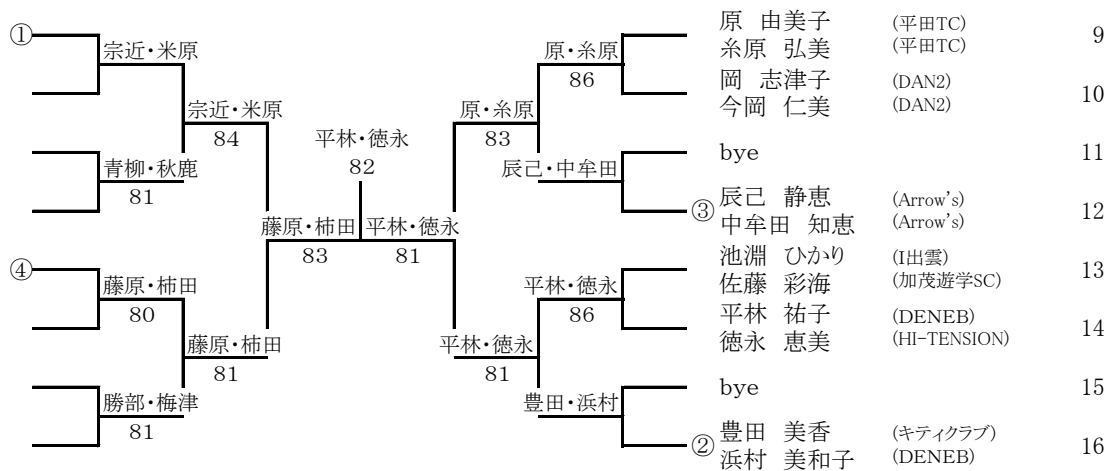 ①
宗近・米原
宗近・米原
84
青柳・秋鹿
81
④
藤原・柿田
80
藤原・柿田
81
勝部・梅津
81
藤原・柿田
83
平林・徳永
82
平林・徳永
81
原・糸原
86
原・糸原
83
辰己・中牟田
平林・徳永
86
平林・徳永
81
豊田・浜村
原 由美子 (平田TC) 9
糸原 弘美 (平田TC)
岡 志津子 (DAN2) 10
今岡 仁美 (DAN2)
bye 11
③ 辰己 静恵 (Arrow's) 12
中牟田 知恵 (Arrow's)
池淵 ひかり (I出雲) 13
佐藤 彩海 (加茂遊学SC)
平林 祐子 (DENEB) 14
徳永 恵美 (HI-TENSION)
bye 15
② 豊田 美香 (キティクラブ) 16
浜村 美和子 (DENEB)